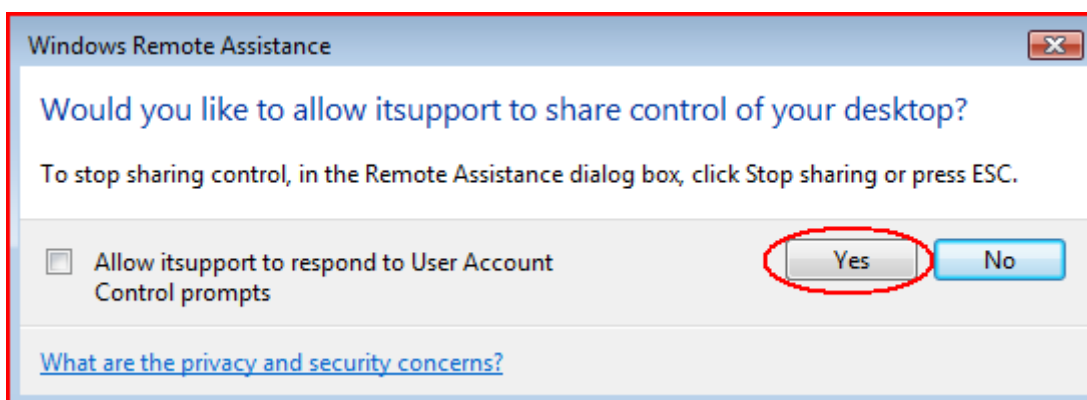 Windows Remote Assistance
Would you like to allow itsupport to share control of your desktop?
To stop sharing control, in the Remote Assistance dialog box, click Stop sharing or press ESC.
Allow itsupport to respond to User Account
Control prompts
Yes
No
What are the privacy and security concerns?